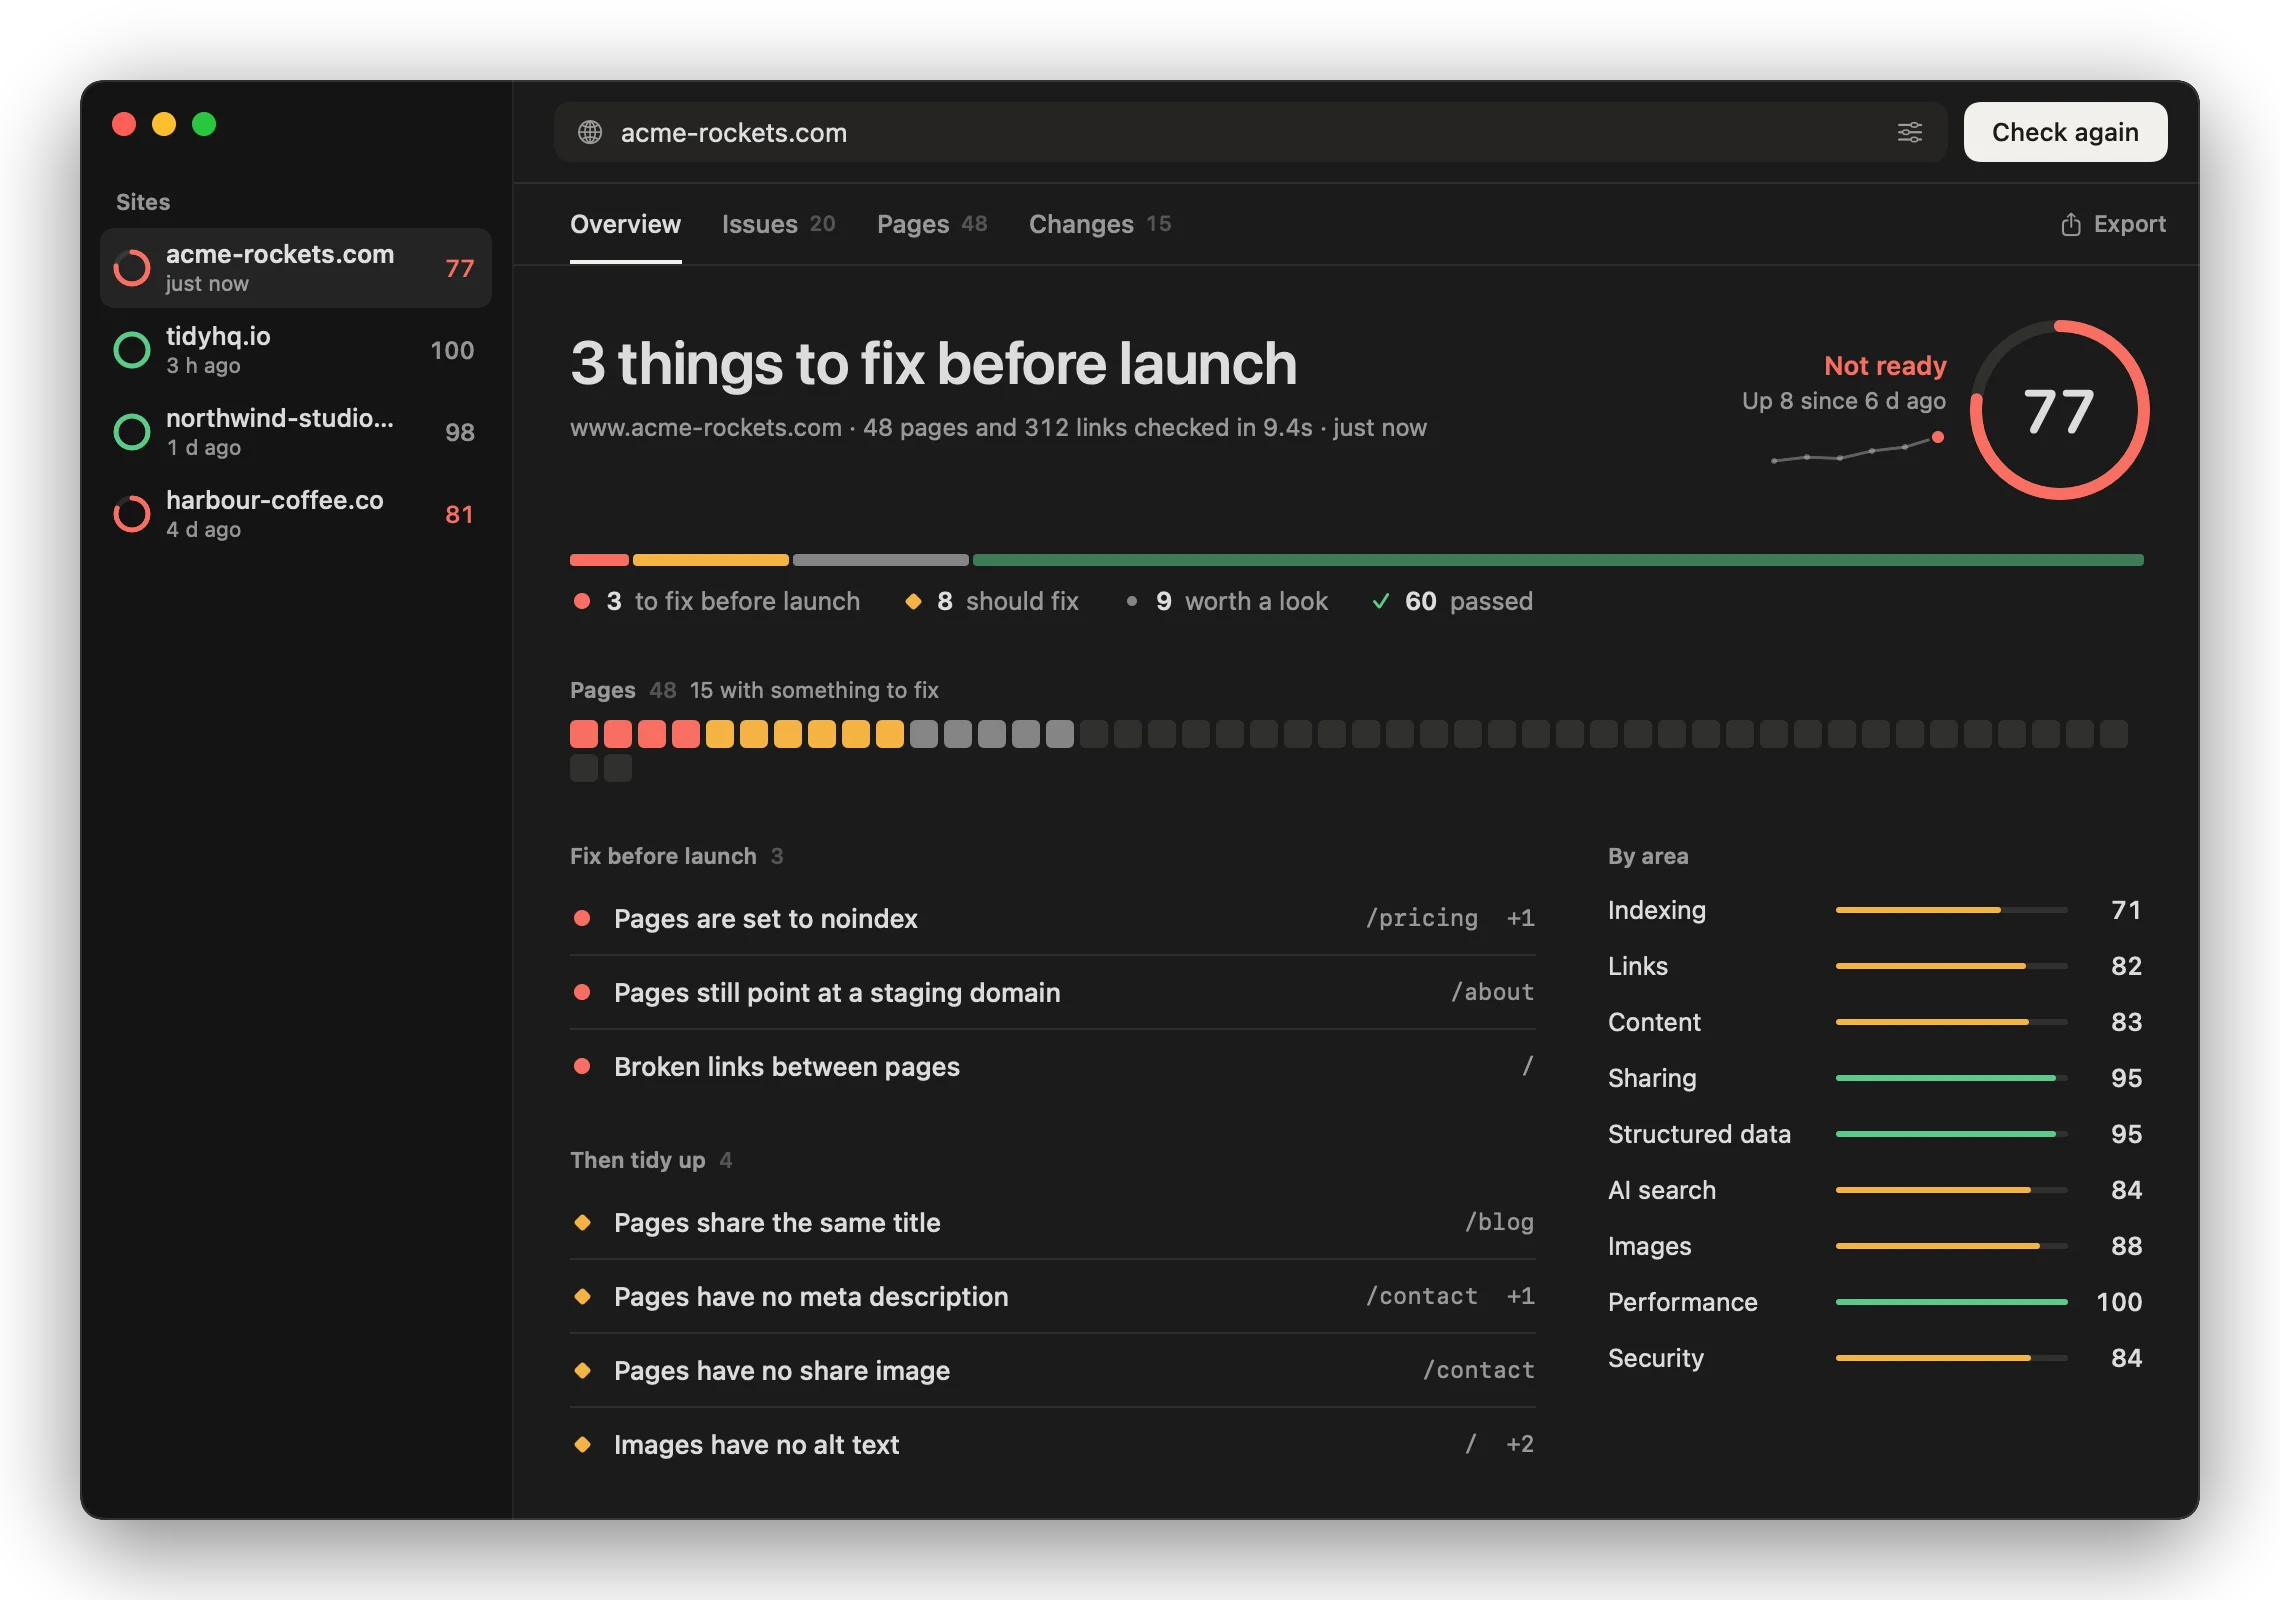 Sites
acme-rockets.com
just now
77
tidyhq.io
3 h ago
100
northwind-studio...
1 d ago
98
harbour-coffee.co
4 d ago
81
acme-rockets.com
Check again
Overview
Issues 20
Pages 48
Changes 15
Export
3 things to fix before launch
www.acme-rockets.com · 48 pages and 312 links checked in 9.4s · just now
Not ready
Up 8 since 6 d ago
77
3 to fix before launch
8 should fix
9 worth a look
60 passed
Pages 48 15 with something to fix
Fix before launch 3
Pages are set to noindex /pricing +1
Pages still point at a staging domain /about
Broken links between pages /
Then tidy up 4
Pages share the same title /blog
Pages have no meta description /contact +1
Pages have no share image /contact
Images have no alt text / +2
By area
Indexing 71
Links 82
Content 83
Sharing 95
Structured data 95
AI search 84
Images 88
Performance 100
Security 84